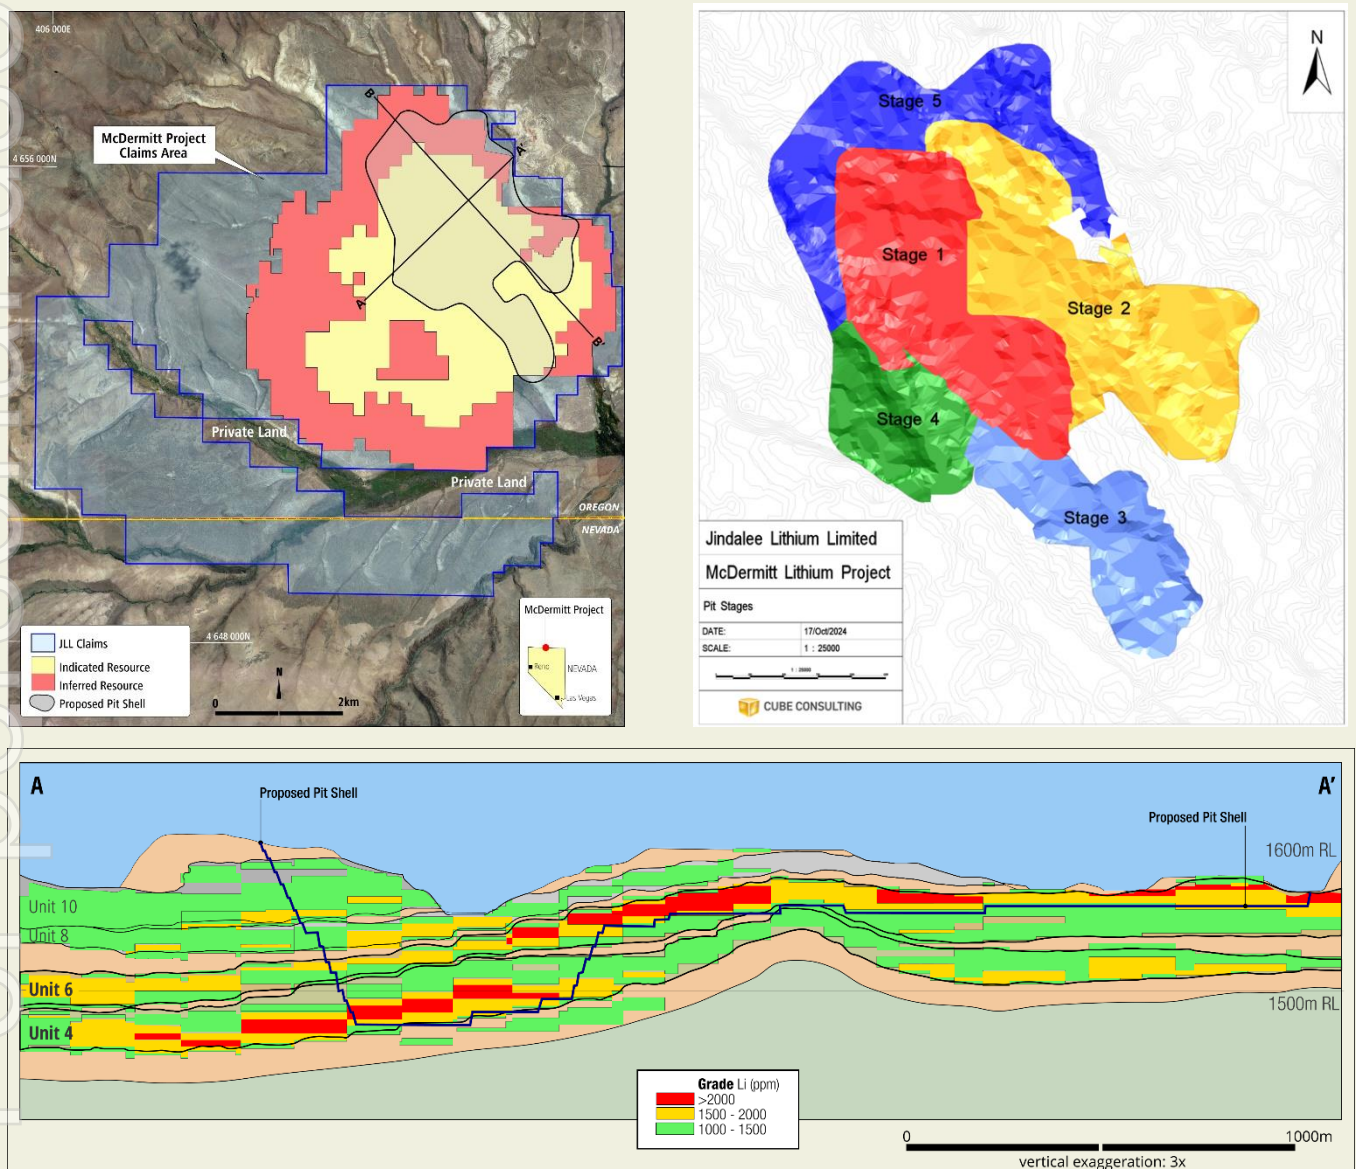 406 000E
McDermitt Project
Claims Area
4 656 000N
B
A'
A
B'
Private Land
Private Land
OREGON
NEVADA
4 648 000N
JLL Claims
Indicated Resource
Inferred Resource
Proposed Pit Shell
N
0 2km
McDermitt Project
Reno
NEVADA
Las Vegas
N
Stage 5
Stage 1
Stage 2
Stage 4
Stage 3
Jindalee Lithium Limited
McDermitt Lithium Project
Pit Stages
DATE: 17/Oct/2024
SCALE: 1 : 25000
1 : 25000
CUBE CONSULTING
A
A'
Proposed Pit Shell
Proposed Pit Shell
1600m RL
Unit 10
Unit 8
Unit 6
Unit 4
1500m RL
Grade Li (ppm)
>2000
1500 - 2000
1000 - 1500
0 1000m
vertical exaggeration: 3x